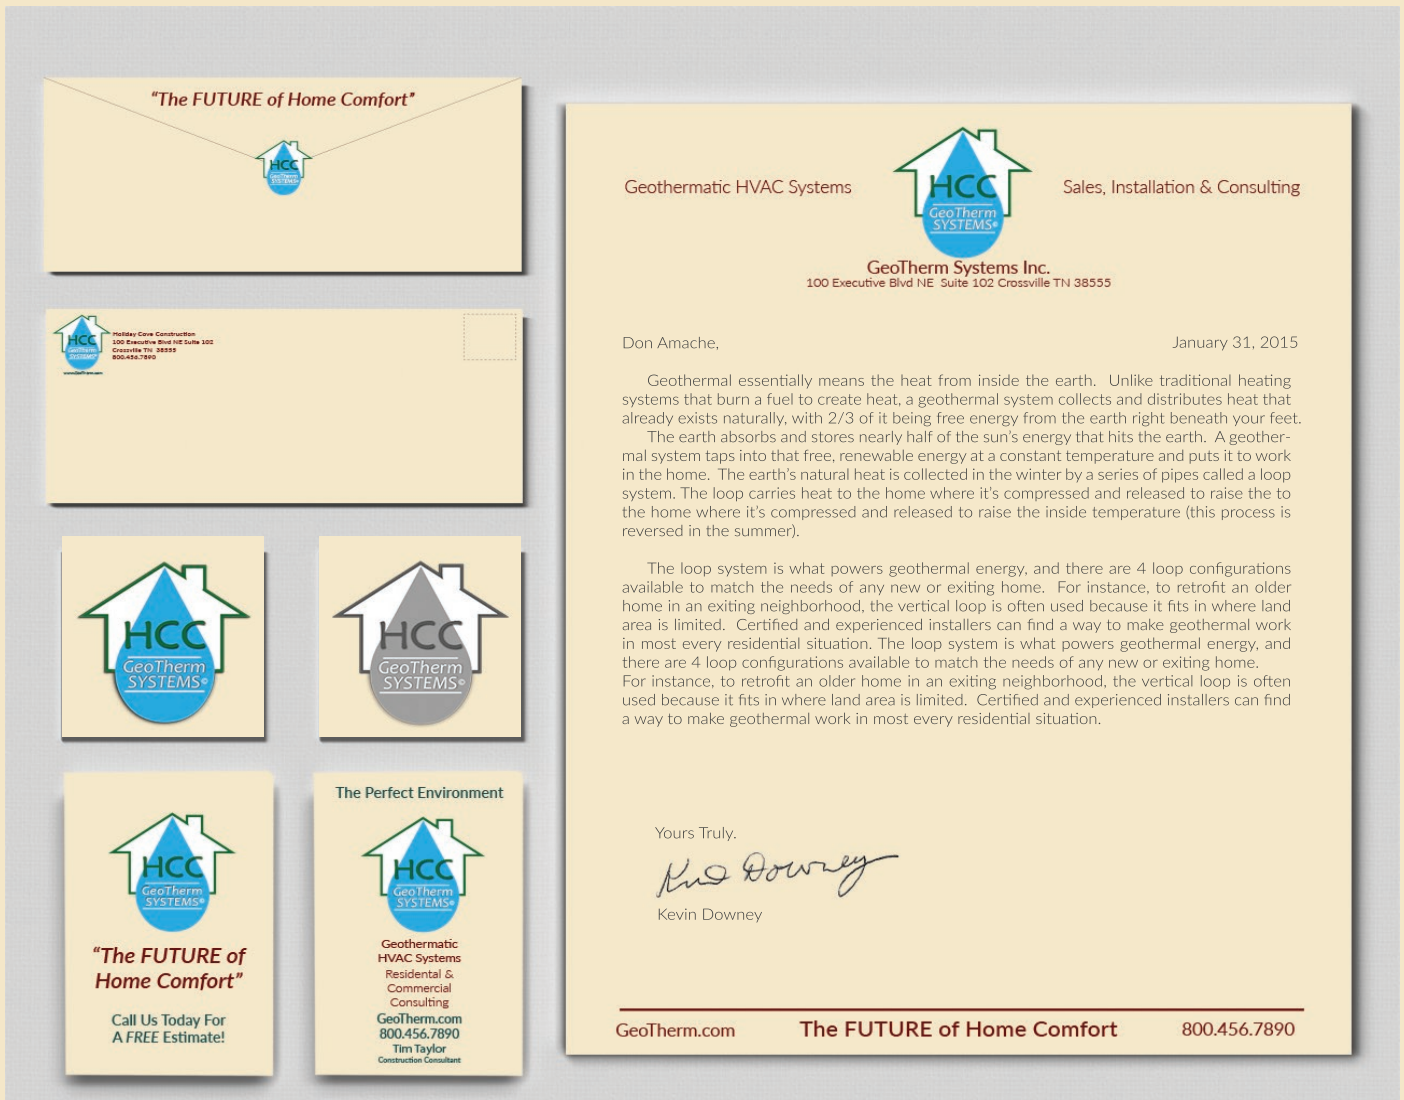 “The FUTURE of Home Comfort”
HCC
GeoTherm
SYSTEMS©
HCC
GeoTherm
SYSTEMS©
www.GeoTherm.com
Holiday Cove Construction
100 Executive Blvd NE Suite 102
Crossville TN 38555
800.456.7890
HCC
GeoTherm
SYSTEMS©
HCC
GeoTherm
SYSTEMS©
HCC
GeoTherm
SYSTEMS©
“The FUTURE of
Home Comfort”
Call Us Today For
A FREE Estimate!
The Perfect Environment
HCC
GeoTherm
SYSTEMS©
Geothermatic
HVAC Systems
Residental &
Commercial
Consulting
GeoTherm.com
800.456.7890
Tim Taylor
Construction Consultant
Geothermatic HVAC Systems
HCC
GeoTherm
SYSTEMS©
Sales, Installation & Consulting
GeoTherm Systems Inc.
100 Executive Blvd NE Suite 102 Crossville TN 38555
Don Amache,
January 31, 2015
Geothermal essentially means the heat from inside the earth. Unlike traditional heating
systems that burn a fuel to create heat, a geothermal system collects and distributes heat that
already exists naturally, with 2/3 of it being free energy from the earth right beneath your feet.
The earth absorbs and stores nearly half of the sun’s energy that hits the earth. A geother-
mal system taps into that free, renewable energy at a constant temperature and puts it to work
in the home. The earth’s natural heat is collected in the winter by a series of pipes called a loop
system. The loop carries heat to the home where it’s compressed and released to raise the to
the home where it’s compressed and released to raise the inside temperature (this process is
reversed in the summer).
The loop system is what powers geothermal energy, and there are 4 loop configurations
available to match the needs of any new or exiting home. For instance, to retrofit an older
home in an exiting neighborhood, the vertical loop is often used because it fits in where land
area is limited. Certified and experienced installers can find a way to make geothermal work
in most every residential situation. The loop system is what powers geothermal energy, and
there are 4 loop configurations available to match the needs of any new or exiting home.
For instance, to retrofit an older home in an exiting neighborhood, the vertical loop is often
used because it fits in where land area is limited. Certified and experienced installers can find
a way to make geothermal work in most every residential situation.
Yours Truly.
Kevin Downey
Kevin Downey
GeoTherm.com
The FUTURE of Home Comfort
800.456.7890